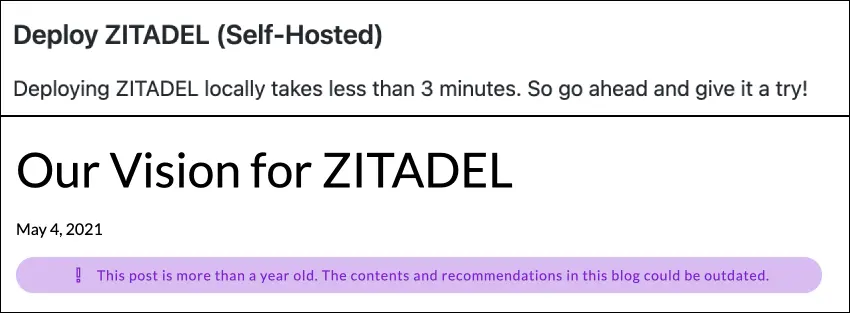 Deploy ZITADEL (Self-Hosted)
Deploying ZITADEL locally takes less than 3 minutes. So go ahead and give it a try!
Our Vision for ZITADEL
May 4, 2021
This post is more than a year old. The contents and recommendations in this blog could be outdated.